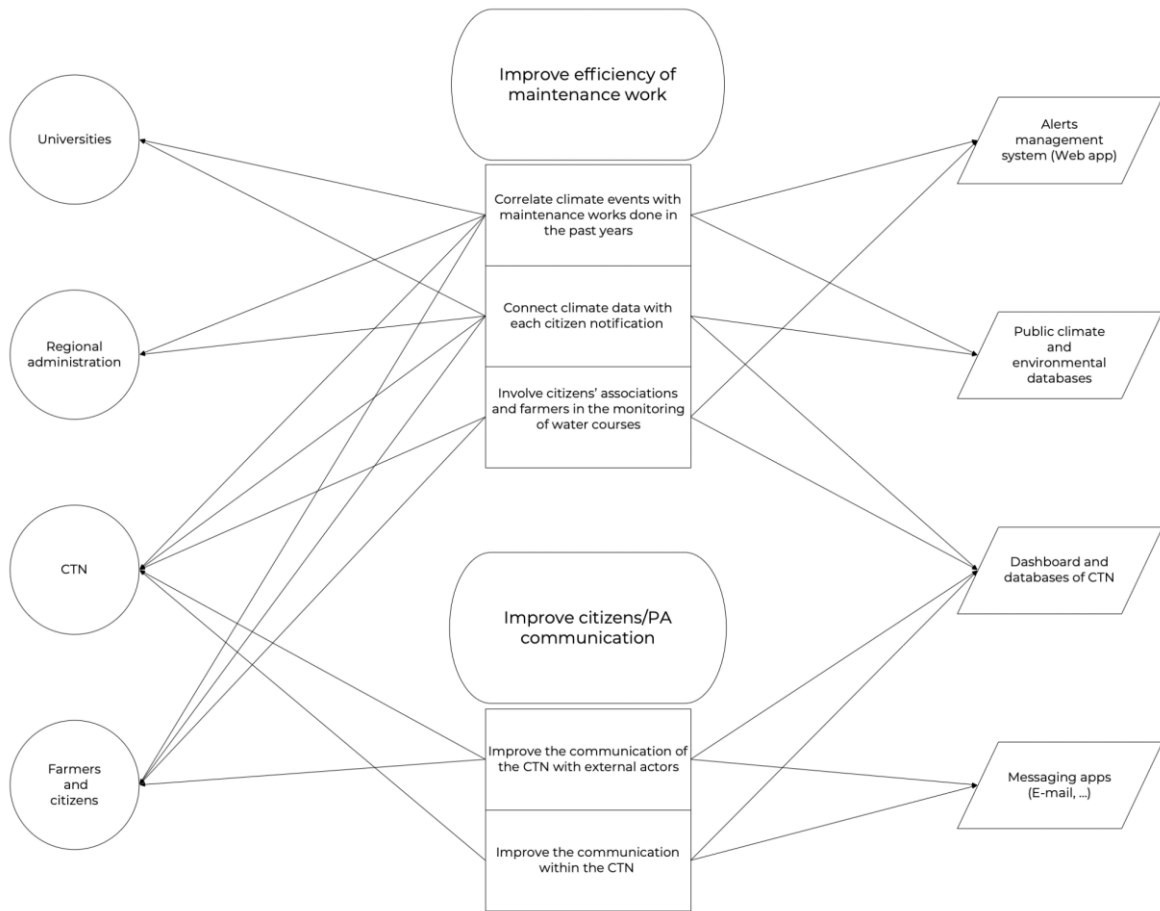 Improve efficiency of
maintenance work
Universities
Alerts
management
system (Web app)
Correlate climate events with
maintenance works done in
the past years
Connect climate data with
each citizen notification
Regional
administration
Public climate
and
environmental
databases
Involve citizens’ associations
and farmers in the monitoring
of water courses
CTN
Dashboard and
databases of CTN
Improve citizens/PA
communication
Improve the communication of
the CTN with external actors
Farmers
and
citizens
Messaging apps
(E-mail, ...)
Improve the communication
within the CTN